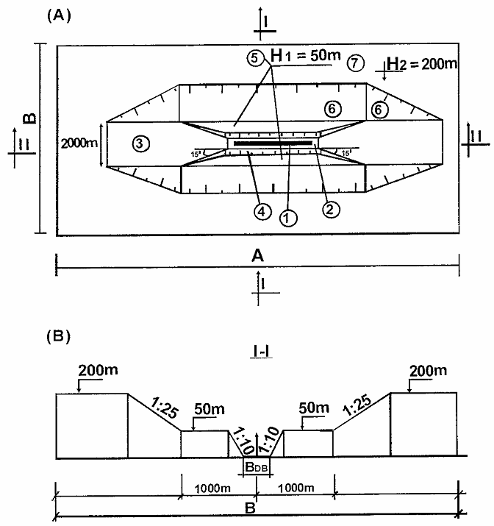 (A)
I
5 H1 = 50m 7 H2 = 200m
B
6 6
II 3 2000m II
15° 15°
4 1 2
A
I
(B)
I-I
200m 200m
1:25 50m 50m 1:25
1:10 1:10
BDB
1000m 1000m
B